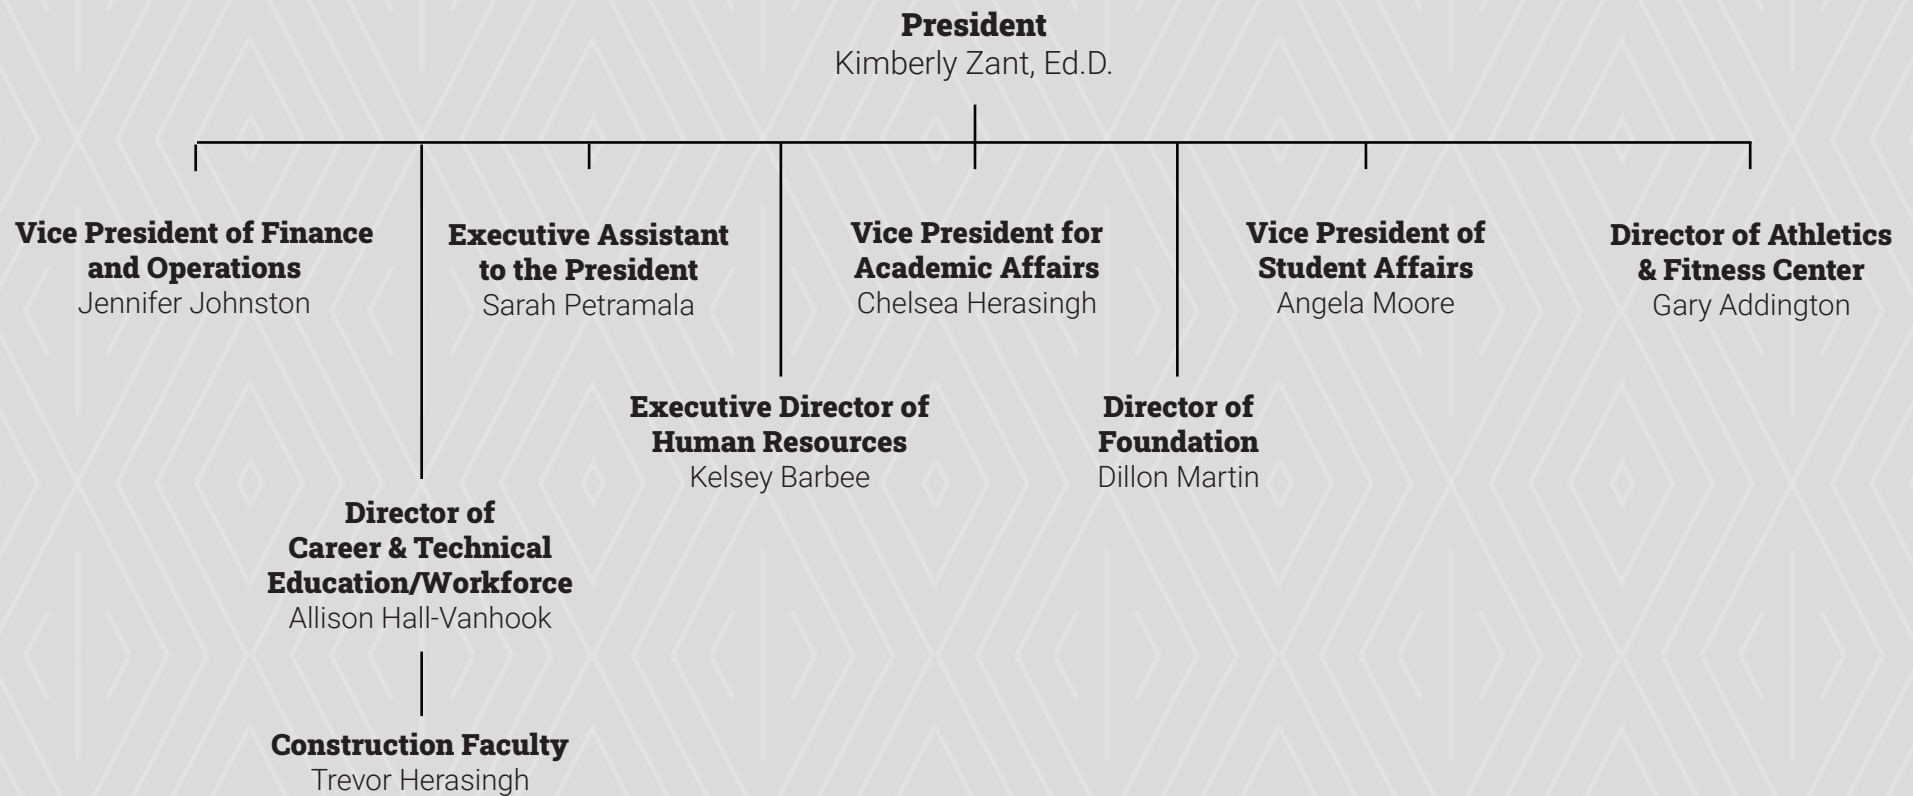 President
Kimberly Zant, Ed.D.
Vice President of Finance
and Operations
Jennifer Johnston
Executive Assistant
to the President
Sarah Petramala
Vice President for
Academic Affairs
Chelsea Herasingh
Vice President of
Student Affairs
Angela Moore
Director of Athletics
& Fitness Center
Gary Addington
Executive Director of
Human Resources
Kelsey Barbee
Director of
Foundation
Dillon Martin
Director of
Career & Technical
Education/Workforce
Allison Hall-Vanhook
Construction Faculty
Trevor Herasingh